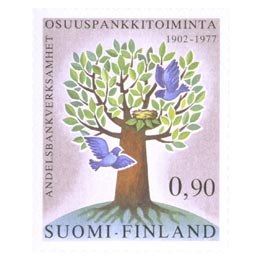 OSUUSPANKKITOIMINTA
1902-1977
ANDELSBANKVERKSAMHET
0,90
SUOMI-FINLAND